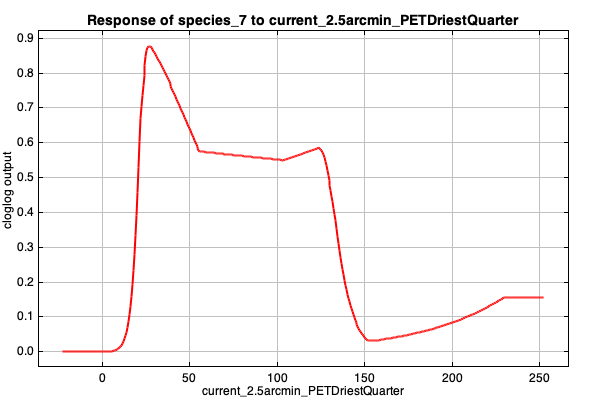 Response of species_7 to current_2.5arcmin_PETDriestQuarter
0.9
0.8
0.7
0.6
0.5
0.4
0.3
0.2
0.1
0.0
cloglog output
0 50 100 150 200 250
current_2.5arcmin_PETDriestQuarter